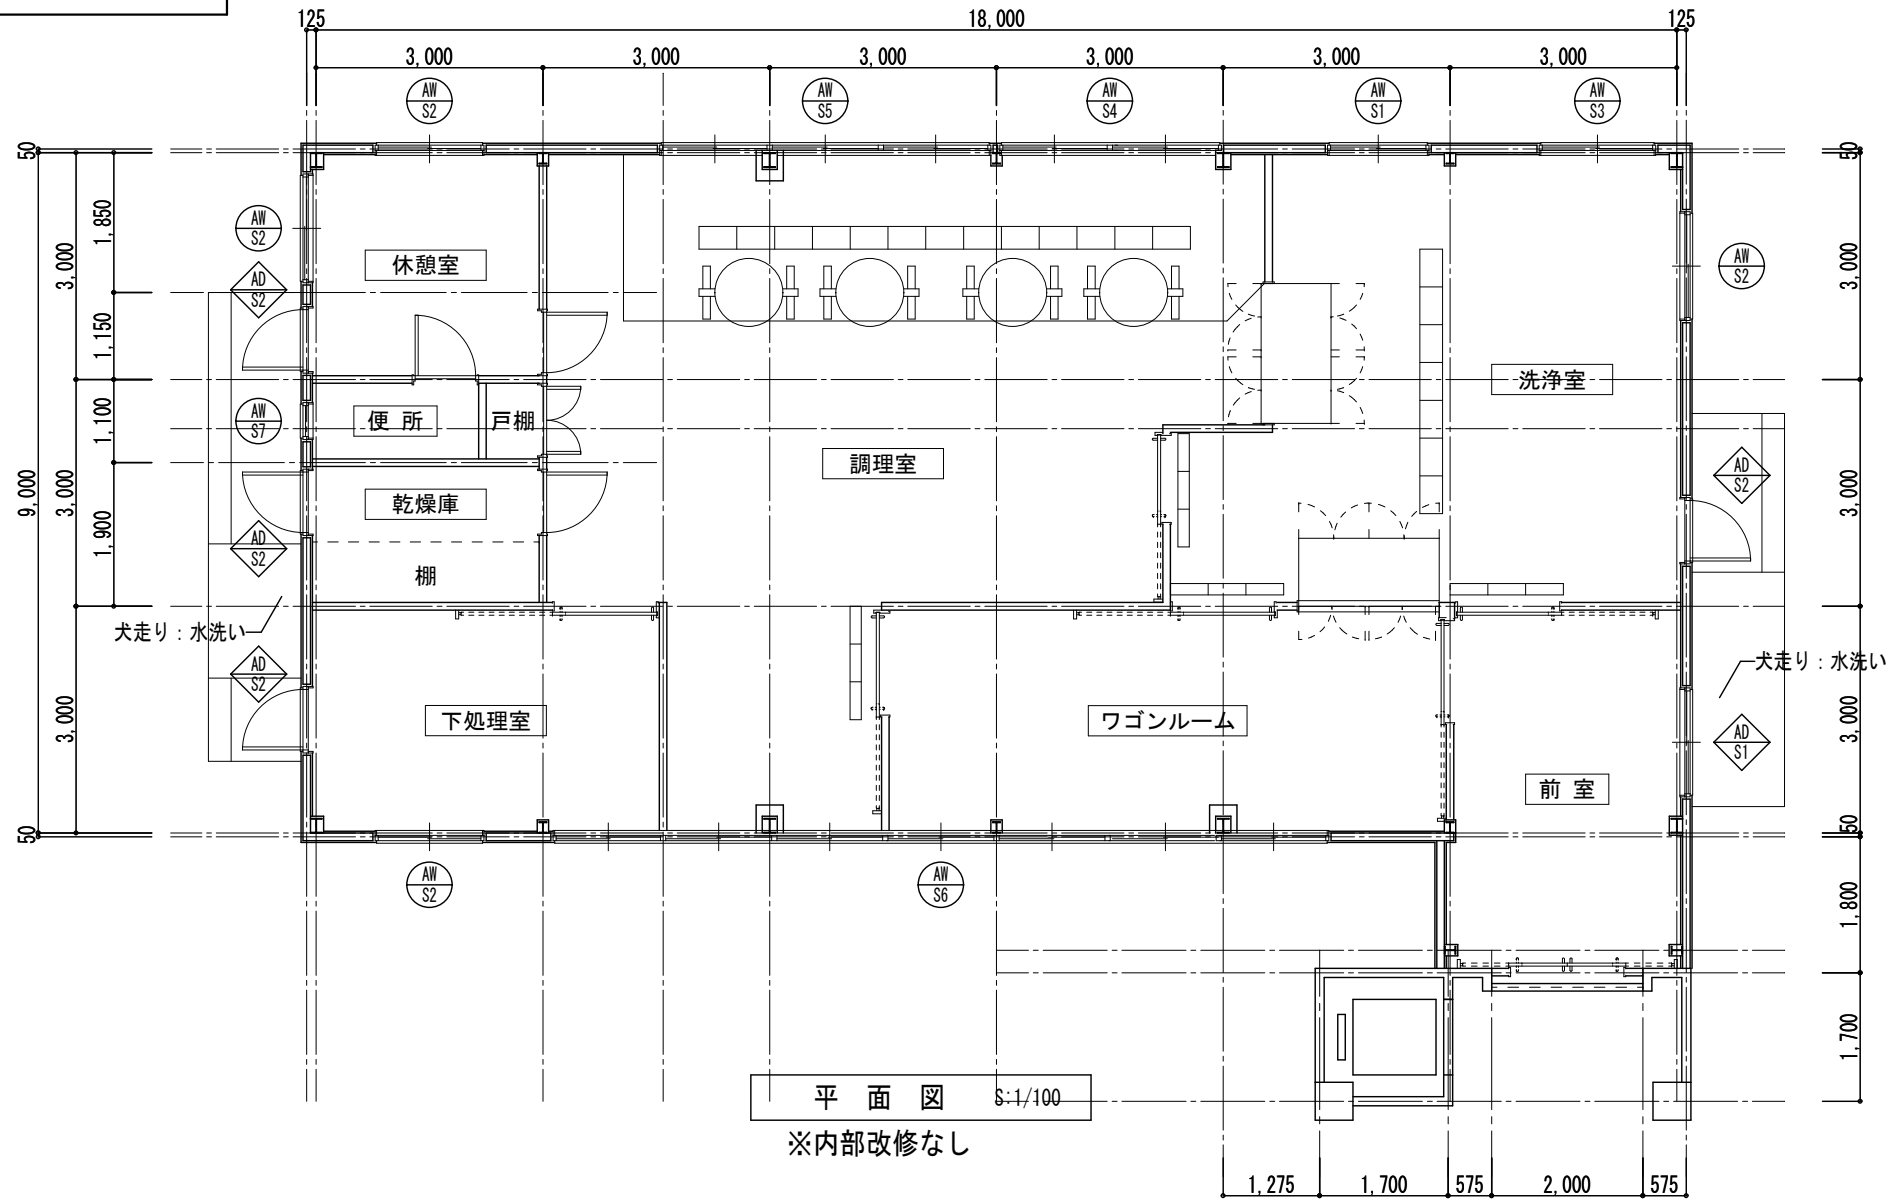 125 18,000 125
3,000 3,000 3,000 3,000 3,000 3,000
AW S2
AW S5
AW S4
AW S1
AW S3
50
50
9,000
3,000
3,000
3,000
1,850
1,150
1,100
1,900
50
AW S2
AD S2
AW S7
AD S2
AD S2
犬走り：水洗い
休憩室
便 所
戸棚
乾燥庫
棚
調理室
洗浄室
下処理室
ワゴンルーム
前 室
AW S2
AD S2
犬走り：水洗い
AD S1
3,000
3,000
3,000
50
1,800
1,700
AW S2
AW S6
平 面 図 S:1/100
※内部改修なし
1,275 1,700 575 2,000 575